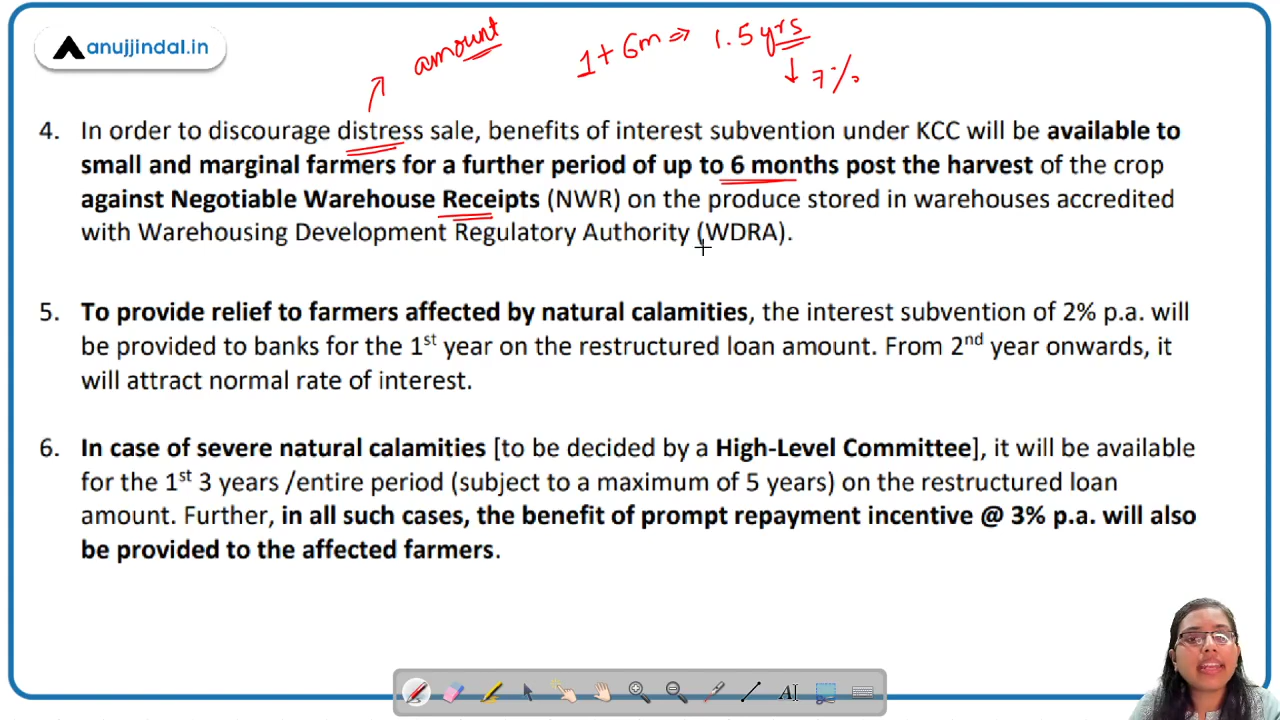 anujjindal.in
amount
1+6m => 1.5 yrs
↓ 7%
4. In order to discourage distress sale, benefits of interest subvention under KCC will be available to
small and marginal farmers for a further period of up to 6 months post the harvest of the crop
against Negotiable Warehouse Receipts (NWR) on the produce stored in warehouses accredited
with Warehousing Development Regulatory Authority (WDRA).
5. To provide relief to farmers affected by natural calamities, the interest subvention of 2% p.a. will
be provided to banks for the 1st year on the restructured loan amount. From 2nd year onwards, it
will attract normal rate of interest.
6. In case of severe natural calamities [to be decided by a High-Level Committee], it will be available
for the 1st 3 years /entire period (subject to a maximum of 5 years) on the restructured loan
amount. Further, in all such cases, the benefit of prompt repayment incentive @ 3% p.a. will also
be provided to the affected farmers.